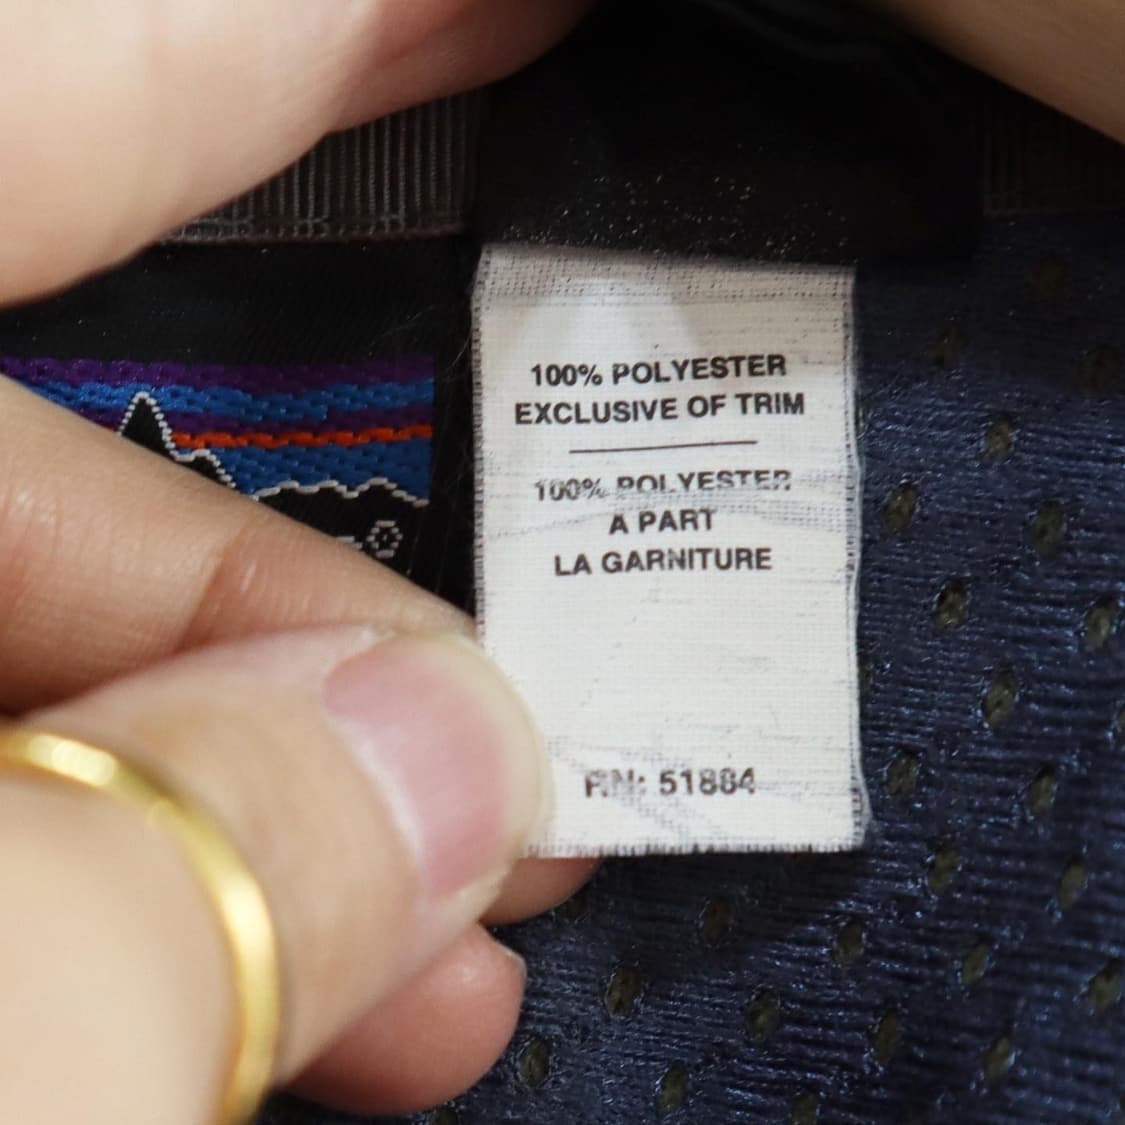 100% POLYESTER
EXCLUSIVE OF TRIM
100% POLYESTER
A PART
LA GARNITURE
RN: 51884
®